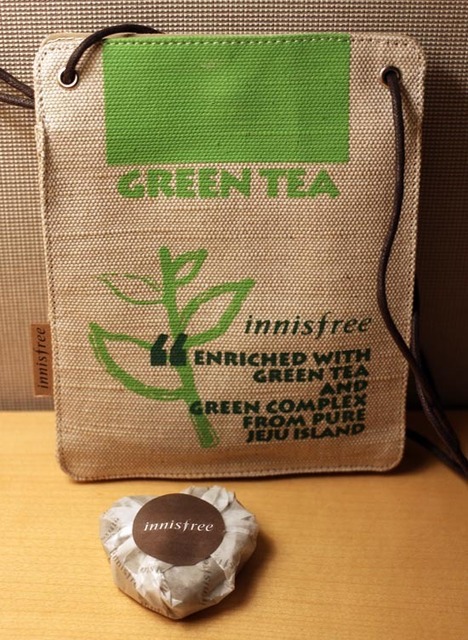 GREEN TEA
innisfree
“ ENRICHED WITH
GREEN TEA
AND
GREEN COMPLEX
FROM PURE
JEJU ISLAND
innisfree
innisfree